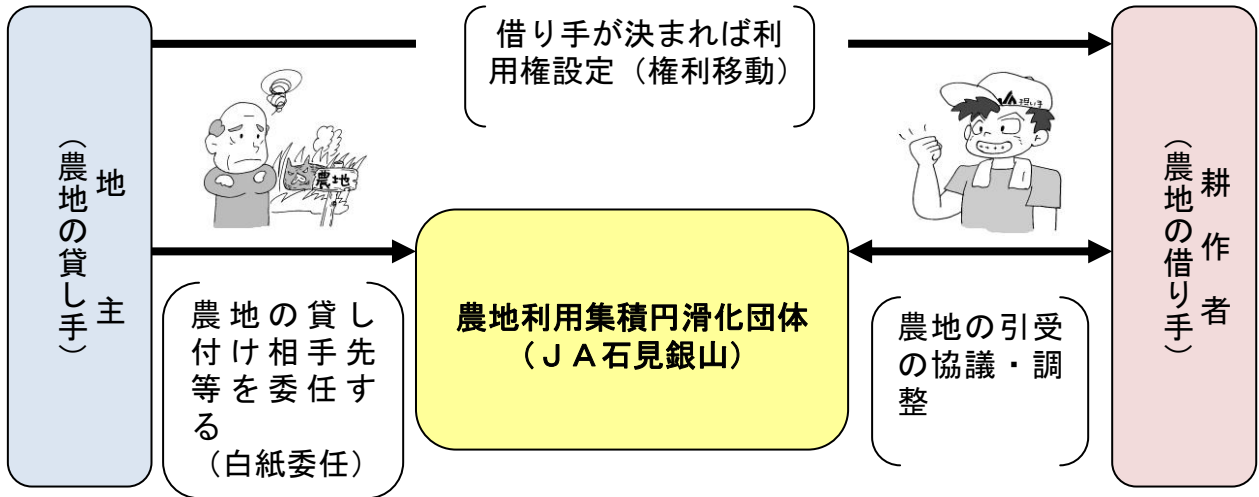 地主
（農地の貸し手）
借り手が決まれば利
用権設定（権利移動）
農地
担い手
農地の貸し
付け相手先
等を委任す
る
（白紙委任）
農地利用集積円滑化団体
（ＪＡ石見銀山）
農地の引受
の協議・調
整
耕作者
（農地の借り手）